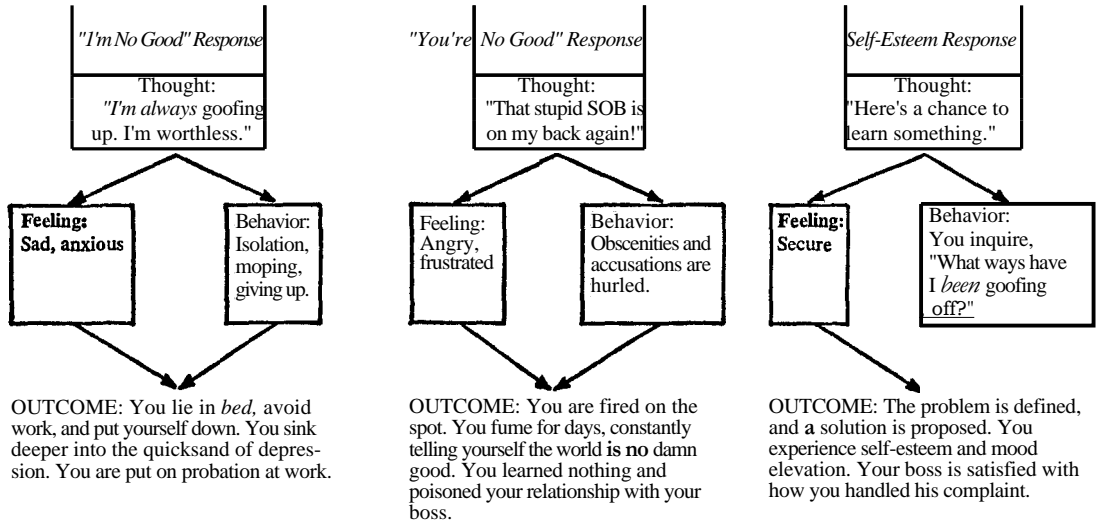 "I'm No Good" Response
Thought:
"I'm always goofing
up. I'm worthless."
Feeling:
Sad, anxious
Behavior:
Isolation,
moping,
giving up.
OUTCOME: You lie in bed, avoid
work, and put yourself down. You sink
deeper into the quicksand of depres-
sion. You are put on probation at work.
"You're No Good" Response
Thought:
"That stupid SOB is
on my back again!"
Feeling:
Angry,
frustrated
Behavior:
Obscenities and
accusations are
hurled.
OUTCOME: You are fired on the
spot. You fume for days, constantly
telling yourself the world is no damn
good. You learned nothing and
poisoned your relationship with your
boss.
Self-Esteem Response
Thought:
"Here's a chance to
learn something."
Feeling:
Secure
Behavior:
You inquire,
"What ways have
I been goofing
off?"
OUTCOME: The problem is defined,
and a solution is proposed. You
experience self-esteem and mood
elevation. Your boss is satisfied with
how you handled his complaint.